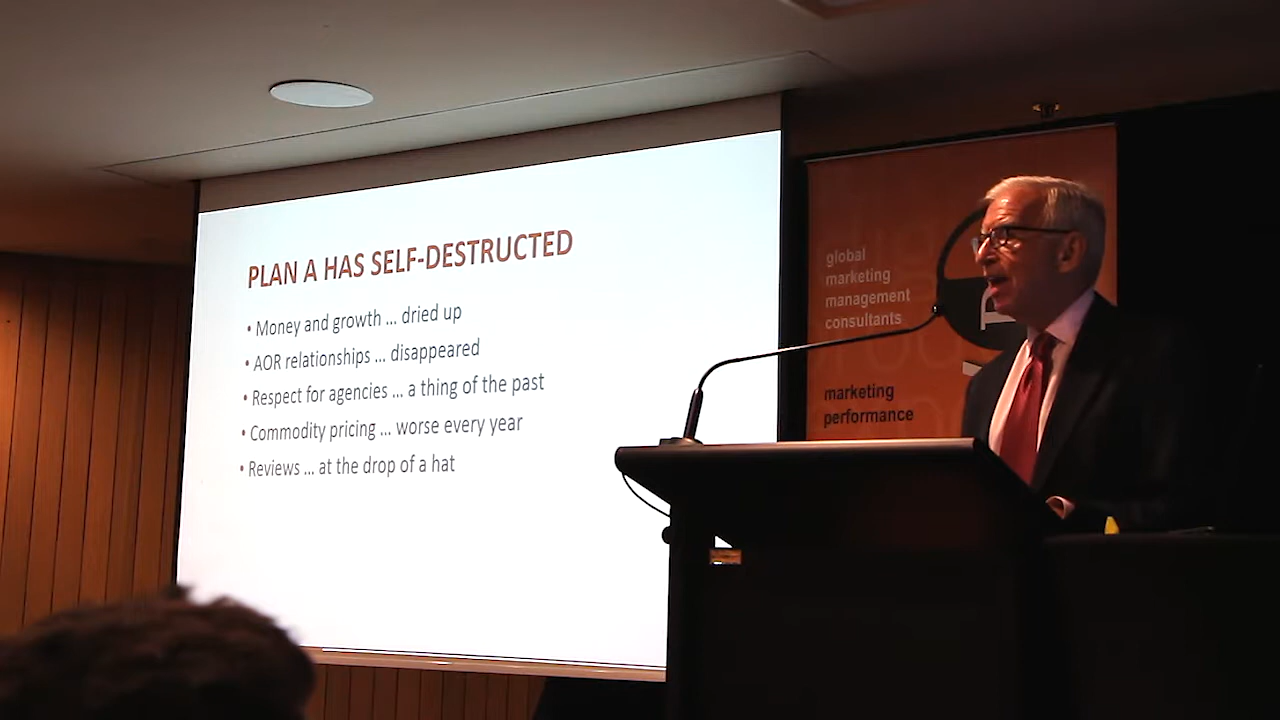 PLAN A HAS SELF-DESTRUCTED
• Money and growth ... dried up
• AOR relationships ... disappeared
• Respect for agencies ... a thing of the past
• Commodity pricing ... worse every year
• Reviews ... at the drop of a hat
global
marketing
management
consultants
marketing
performance